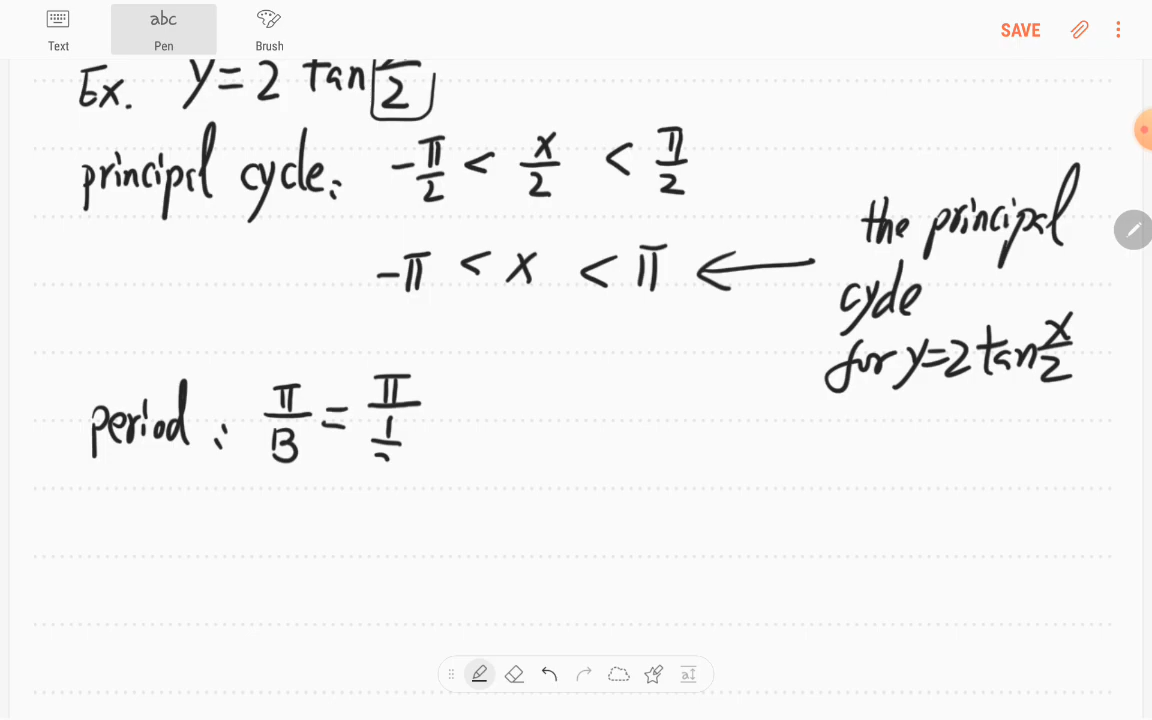 Text
abc
Pen
Brush
SAVE
Ex. y = 2 tan x/2
principal cycle: -π/2 < x/2 < π/2
-π < x < π ←
the principal
cycle
for y=2 tan x/2
period: π/B = π/(1/2)